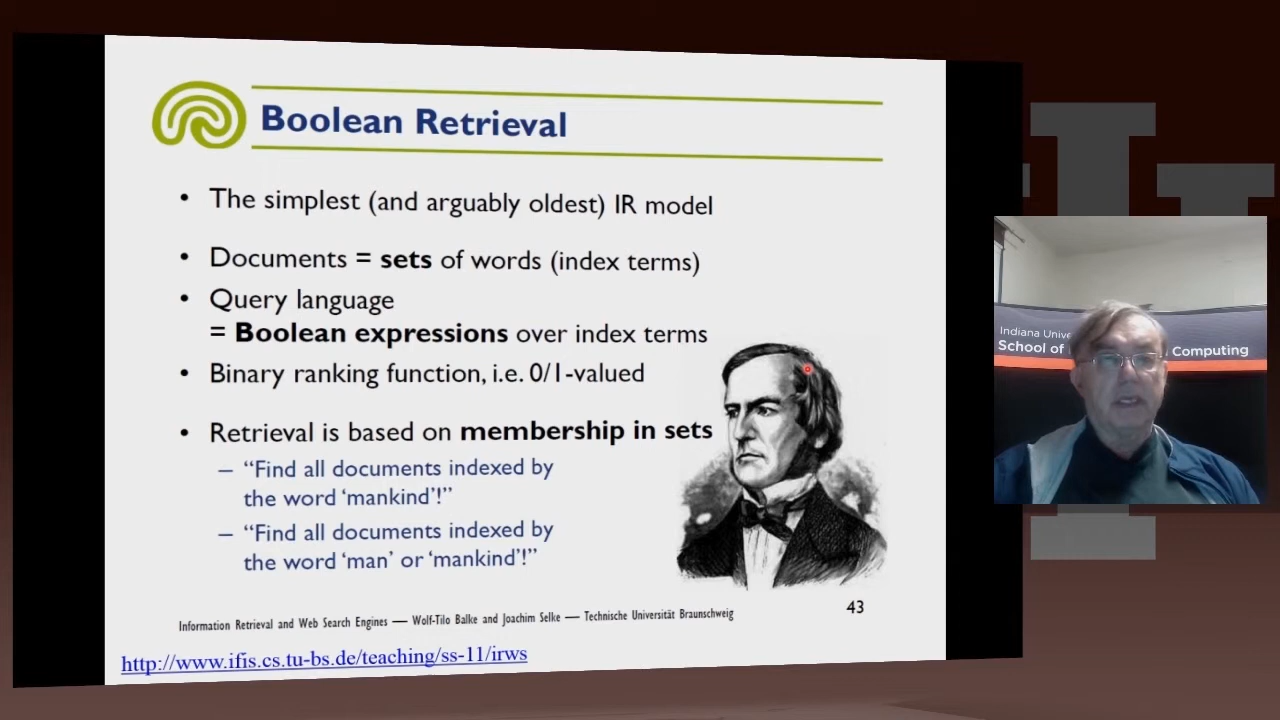 Boolean Retrieval
• The simplest (and arguably oldest) IR model
• Documents = sets of words (index terms)
• Query language
= Boolean expressions over index terms
• Binary ranking function, i.e. 0/1-valued
• Retrieval is based on membership in sets
– “Find all documents indexed by
the word ‘mankind’!”
– “Find all documents indexed by
the word ‘man’ or ‘mankind’!”
43
Information Retrieval and Web Search Engines — Wolf-Tilo Balke and Joachim Selke — Technische Universität Braunschweig
http://www.ifis.cs.tu-bs.de/teaching/ss-11/irws
Indiana Unive
School of Computing